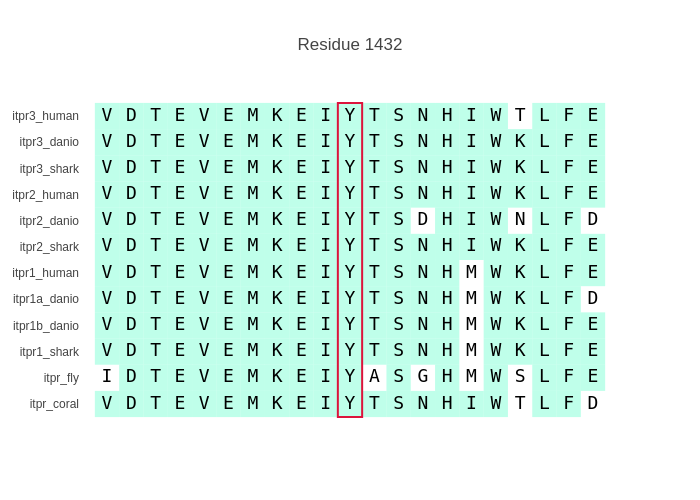 Residue 1432
itpr3_human V D T E V E M K E I Y T S N H I W T L F E
itpr3_danio V D T E V E M K E I Y T S N H I W K L F E
itpr3_shark V D T E V E M K E I Y T S N H I W K L F E
itpr2_human V D T E V E M K E I Y T S N H I W K L F E
itpr2_danio V D T E V E M K E I Y T S D H I W N L F D
itpr2_shark V D T E V E M K E I Y T S N H I W K L F E
itpr1_human V D T E V E M K E I Y T S N H M W K L F E
itpr1a_danio V D T E V E M K E I Y T S N H M W K L F D
itpr1b_danio V D T E V E M K E I Y T S N H M W K L F E
itpr1_shark V D T E V E M K E I Y T S N H M W K L F E
itpr_fly I D T E V E M K E I Y A S G H M W S L F E
itpr_coral V D T E V E M K E I Y T S N H I W T L F D